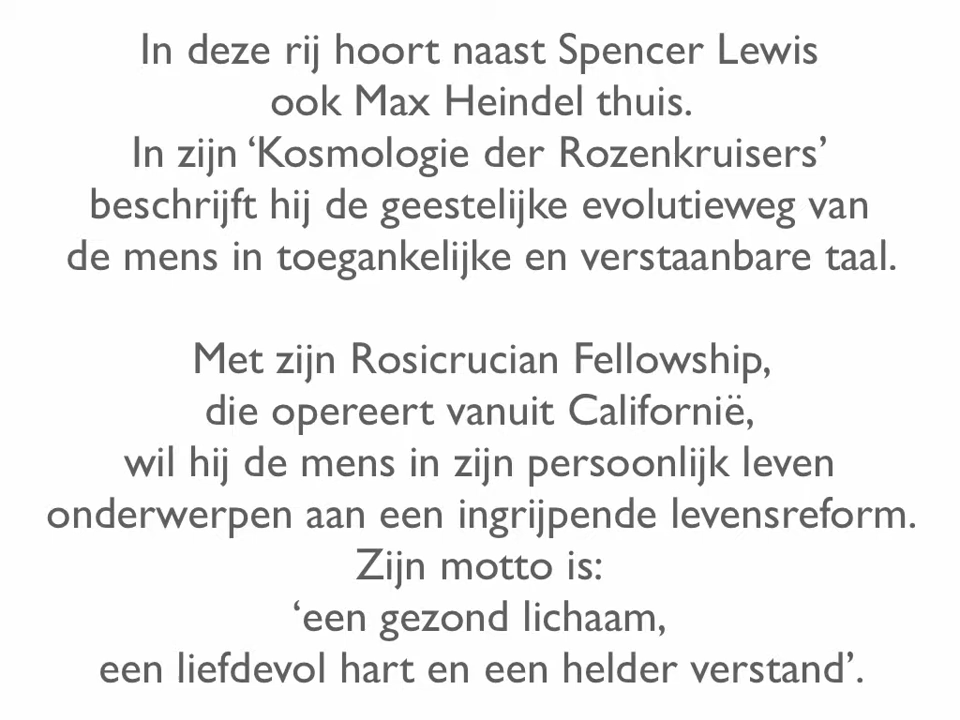 In deze rij hoort naast Spencer Lewis
ook Max Heindel thuis.
In zijn ‘Kosmologie der Rozenkruisers’
beschrijft hij de geestelijke evolutieweg van
de mens in toegankelijke en verstaanbare taal.
Met zijn Rosicrucian Fellowship,
die opereert vanuit Californië,
wil hij de mens in zijn persoonlijk leven
onderwerpen aan een ingrijpende levensreform.
Zijn motto is:
‘een gezond lichaam,
een liefdevol hart en een helder verstand’.